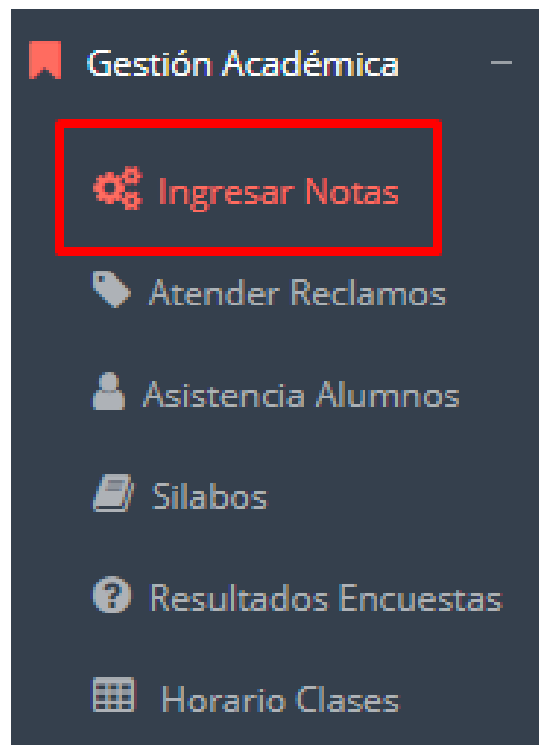 Gestión Académica
Ingresar Notas
Atender Reclamos
Asistencia Alumnos
Silabos
Resultados Encuestas
Horario Clases